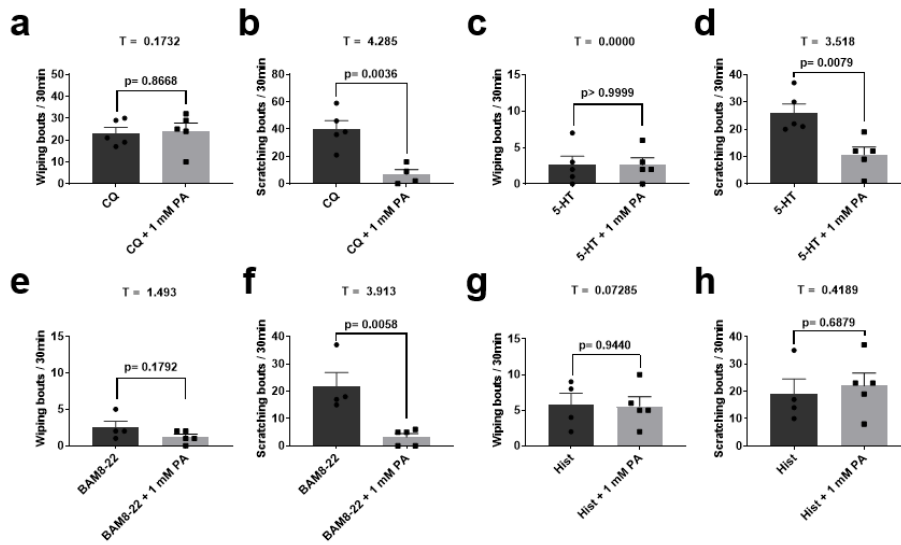 a
T = 0.1732
p= 0.8668
Wiping bouts / 30min
50
40
30
20
10
0
CQ
CQ + 1 mM PA
b
T = 4.285
p= 0.0036
Scratching bouts / 30min
80
60
40
20
0
CQ
CQ + 1 mM PA
c
T = 0.0000
p> 0.9999
Wiping bouts / 30min
15
10
5
0
5-HT
5-HT + 1 mM PA
d
T = 3.518
p= 0.0079
Scratching bouts / 30min
40
30
20
10
0
5-HT
5-HT + 1 mM PA
e
T = 1.493
p= 0.1792
Wiping bouts / 30min
15
10
5
0
BAM8-22
BAM8-22 + 1 mM PA
f
T = 3.913
p= 0.0058
Scratching bouts / 30min
40
30
20
10
0
BAM8-22
BAM8-22 + 1 mM PA
g
T = 0.07285
p= 0.9440
Wiping bouts / 30min
15
10
5
0
Hist
Hist + 1 mM PA
h
T = 0.4189
p= 0.6879
Scratching bouts / 30min
40
30
20
10
0
Hist
Hist + 1 mM PA